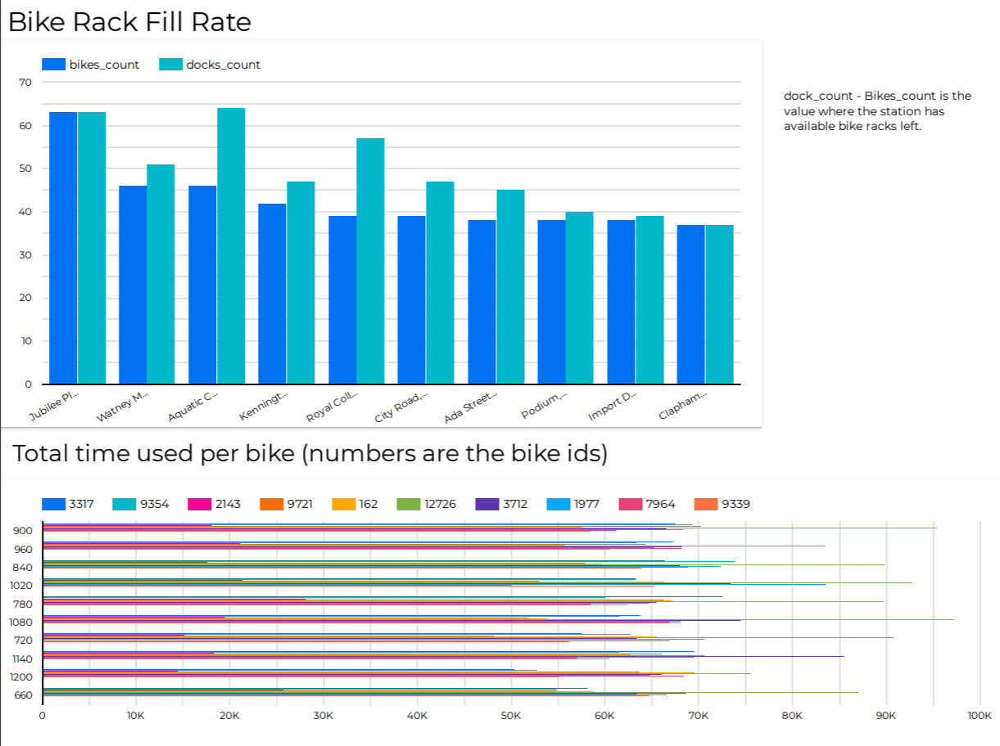 Bike Rack Fill Rate
bikes_count docks_count
dock_count - Bikes_count is the
value where the station has
available bike racks left.
70
60
50
40
30
20
10
0
Jubilee Pl... Watney M... Aquatic C... Kenningt... Royal Coll... City Road,... Ada Street... Podium,... Import D... Clapham...
Total time used per bike (numbers are the bike ids)
3317 9354 2143 9721 162 12726 3712 1977 7964 9339
900
960
840
1020
780
1080
720
1140
1200
660
0 10K 20K 30K 40K 50K 60K 70K 80K 90K 100K